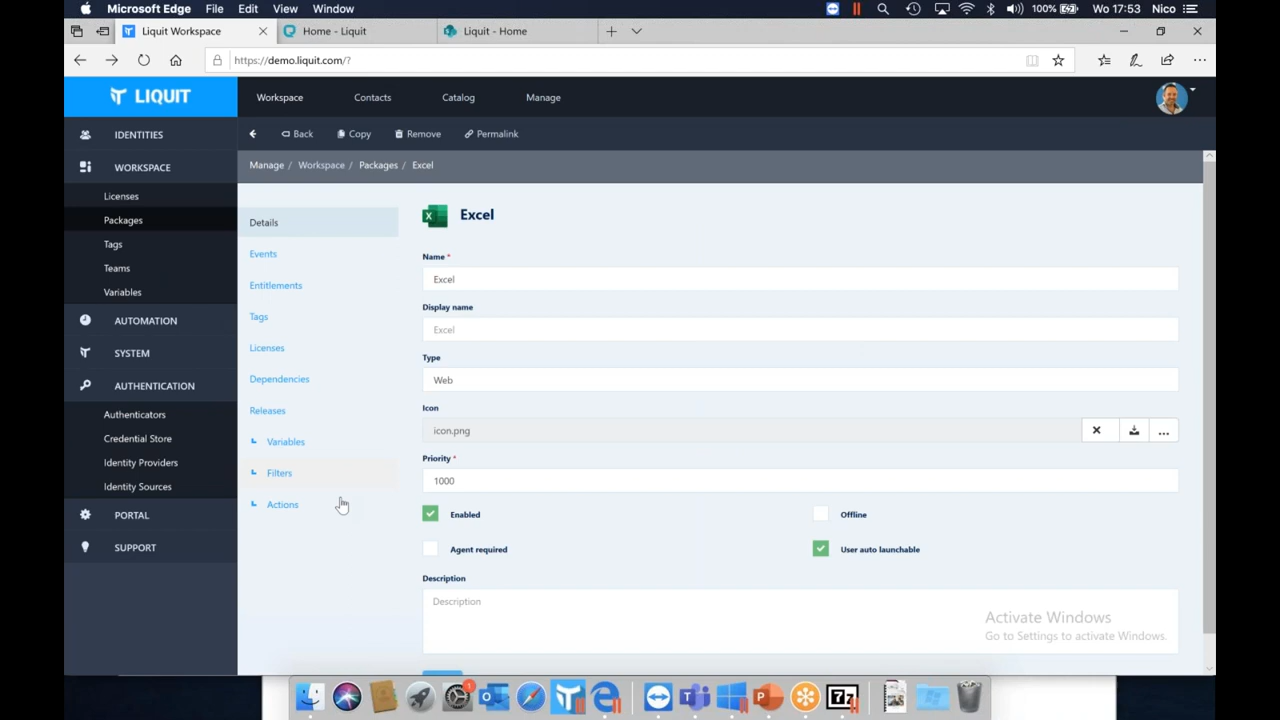 Microsoft Edge File Edit View Window 100% Wo 17:53 Nico
Liquit Workspace Home - Liquit Liquit - Home
https://demo.liquit.com/?
LIQUIT Workspace Contacts Catalog Manage
Back Copy Remove Permalink
Manage / Workspace / Packages / Excel
IDENTITIES
WORKSPACE
Licenses
Packages
Tags
Teams
Variables
AUTOMATION
SYSTEM
AUTHENTICATION
Authenticators
Credential Store
Identity Providers
Identity Sources
PORTAL
SUPPORT
Details
Events
Entitlements
Tags
Licenses
Dependencies
Releases
Variables
Filters
Actions
Excel
Name *
Excel
Display name
Excel
Type
Web
Icon
icon.png
...
Priority *
1000
Enabled Offline
Agent required User auto launchable
Description
Description
Activate Windows
Go to Settings to activate Windows.
1
77